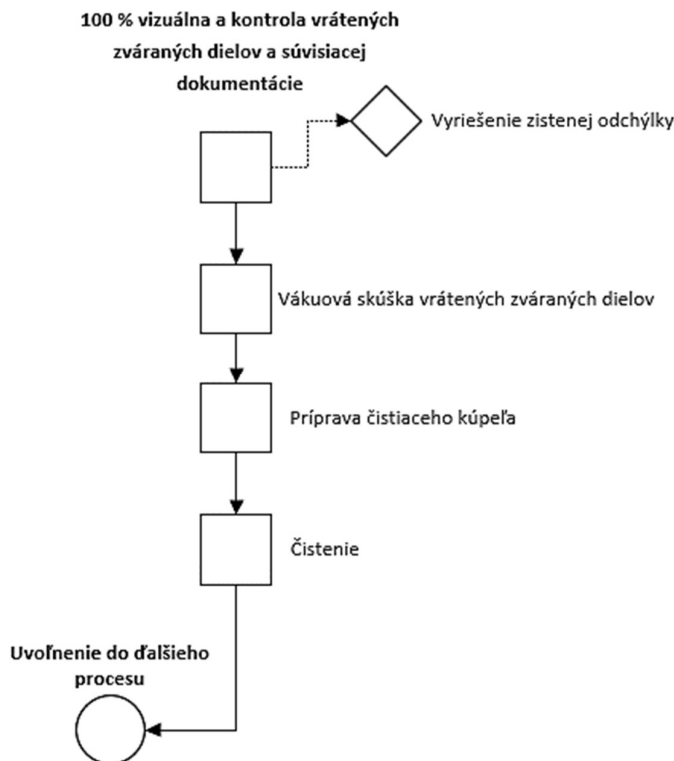 100 % vizuálna a kontrola vrátených
zváraných dielov a súvisiacej
dokumentácie
Vyriešenie zistenej odchýlky
Vákuová skúška vrátených zváraných dielov
Príprava čistiaceho kúpeľa
Čistenie
Uvoľnenie do ďalšieho
procesu